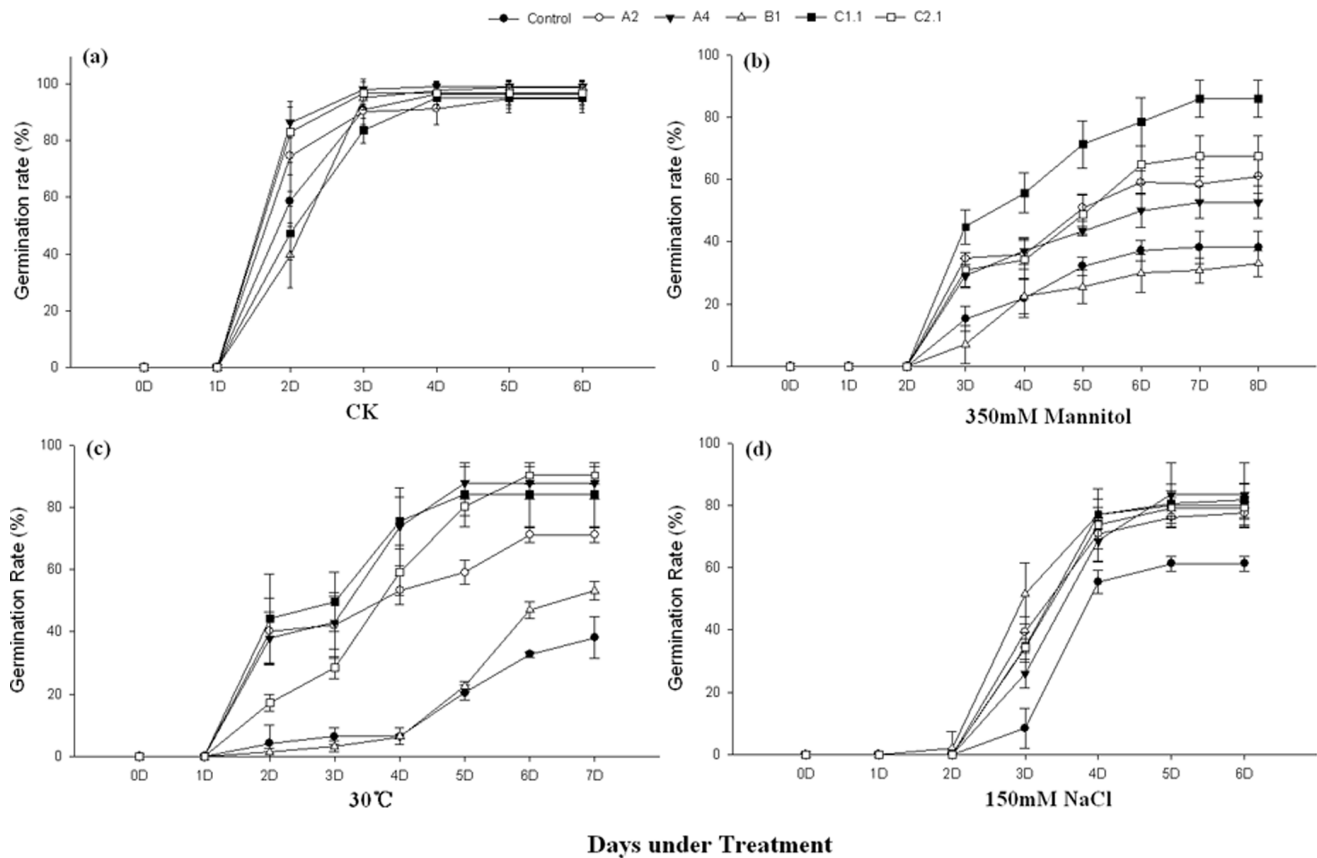 Control A2 A4 B1 C1.1 C2.1
(a)
Germination rate (%)
100
80
60
40
20
0
0D 1D 2D 3D 4D 5D 6D
CK
(b)
Germination rate (%)
100
80
60
40
20
0
0D 1D 2D 3D 4D 5D 6D 7D 8D
350mM Mannitol
(c)
Germination Rate (%)
100
80
60
40
20
0
0D 1D 2D 3D 4D 5D 6D 7D
30℃
(d)
Germination Rate (%)
100
80
60
40
20
0
0D 1D 2D 3D 4D 5D 6D
150mM NaCl
Days under Treatment